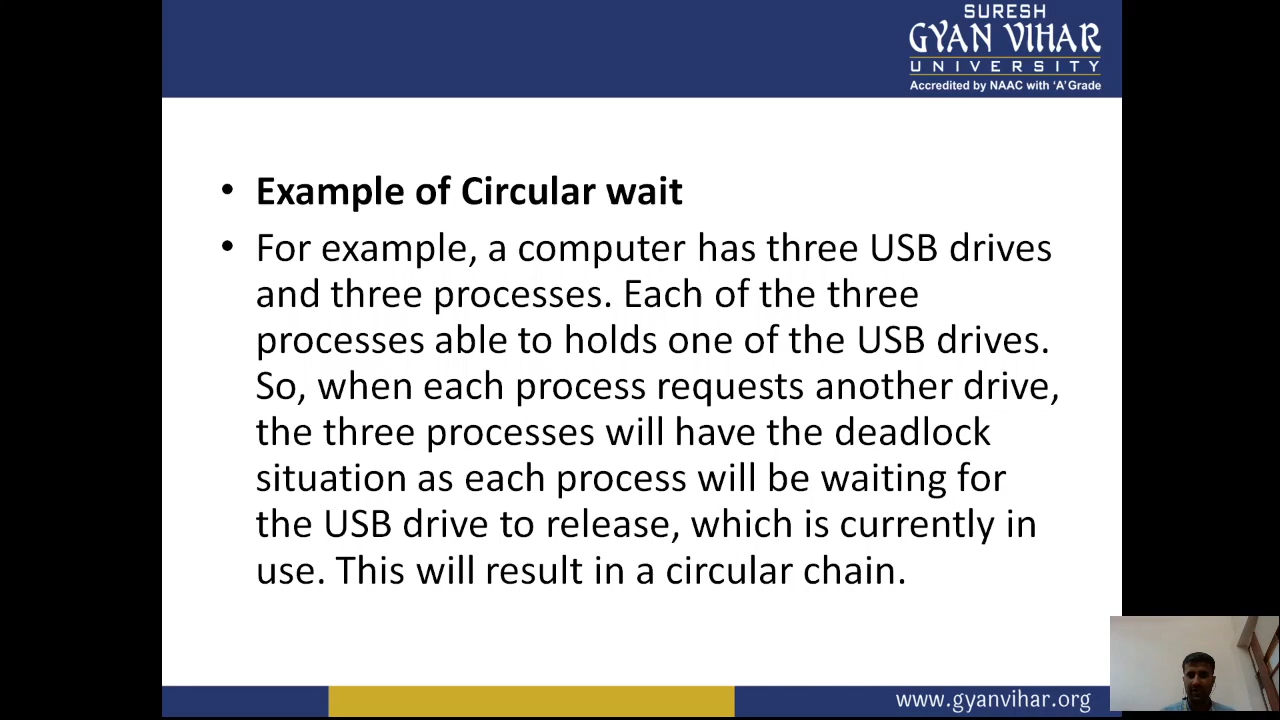 SURESH
GYAN VIHAR
UNIVERSITY
Accredited by NAAC with 'A' Grade
• Example of Circular wait
• For example, a computer has three USB drives
and three processes. Each of the three
processes able to holds one of the USB drives.
So, when each process requests another drive,
the three processes will have the deadlock
situation as each process will be waiting for
the USB drive to release, which is currently in
use. This will result in a circular chain.
www.gyanvihar.org